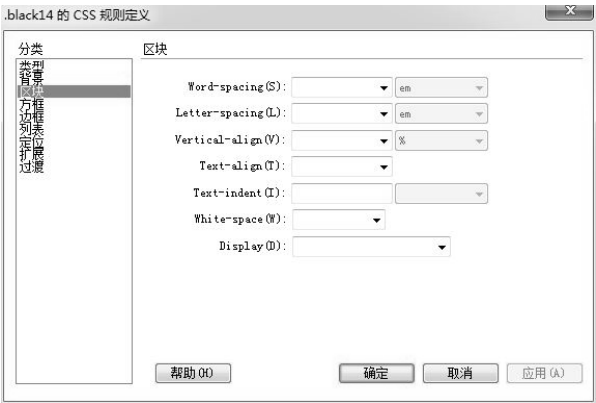 .black14 的 CSS 规则定义
分类
类型
背景
区块
方框
边框
列表
定位
扩展
过渡
区块
Word-spacing(S): em
Letter-spacing(L): em
Vertical-align(V): %
Text-align(T):
Text-indent(I):
White-space(W):
Display(D):
帮助(H) 确定 取消 应用(A)